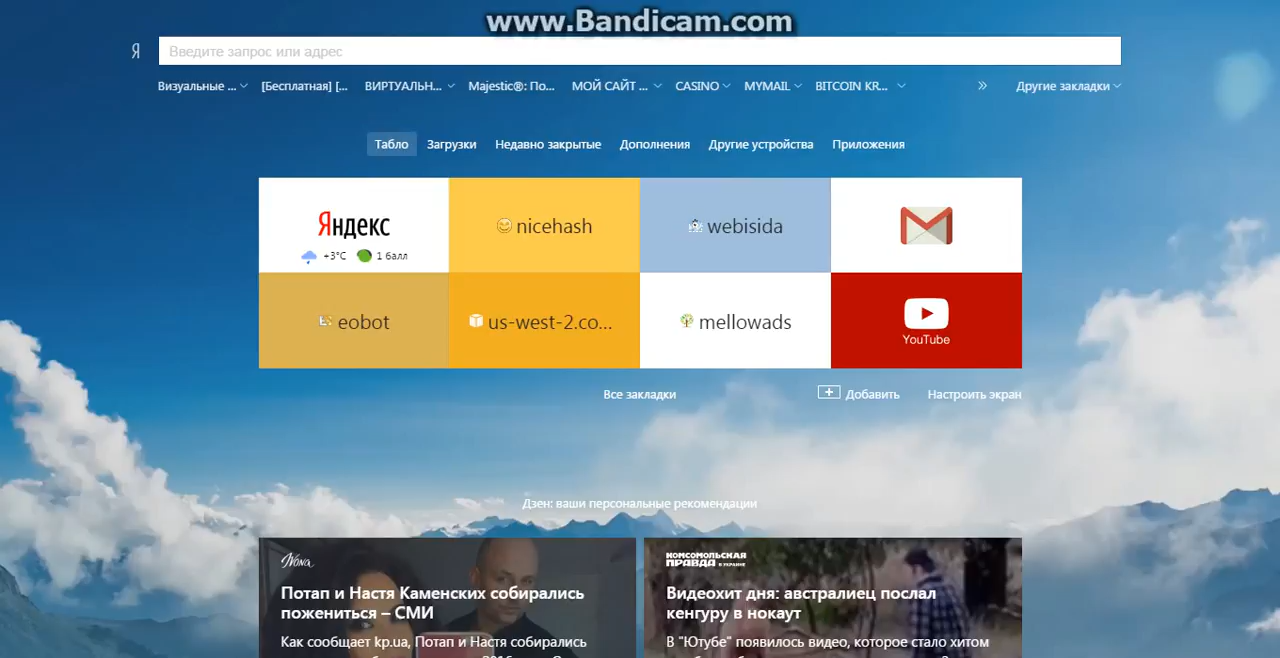 www.Bandicam.com
Я Введите запрос или адрес
Визуальные ... [Бесплатная] [... ВИРТУАЛЬН... Majestic®: По... МОЙ САЙТ ... CASINO MYMAIL BITCOIN KR... » Другие закладки
Табло Загрузки Недавно закрытые Дополнения Другие устройства Приложения
Яндекс
+3°C 1 балл
nicehash
webisida
eobot
us-west-2.co...
mellowads
YouTube
Все закладки Добавить Настроить экран
Дзен: ваши персональные рекомендации
Wona
Потап и Настя Каменских собирались
пожениться – СМИ
Как сообщает kp.ua, Потап и Настя собирались
КОМСОМОЛЬСКАЯ
ПРАВДА В УКРАИНЕ
Видеохит дня: австралиец послал
кенгуру в нокаут
В "Ютубе" появилось видео, которое стало хитом